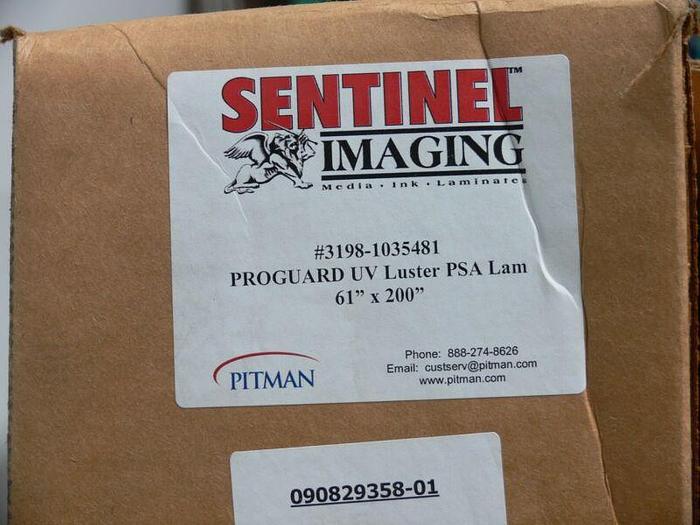 SENTINEL™
IMAGING
Media · Ink · Laminates
#3198-1035481
PROGUARD UV Luster PSA Lam
61” x 200”
PITMAN
Phone: 888-274-8626
Email: custserv@pitman.com
www.pitman.com
090829358-01